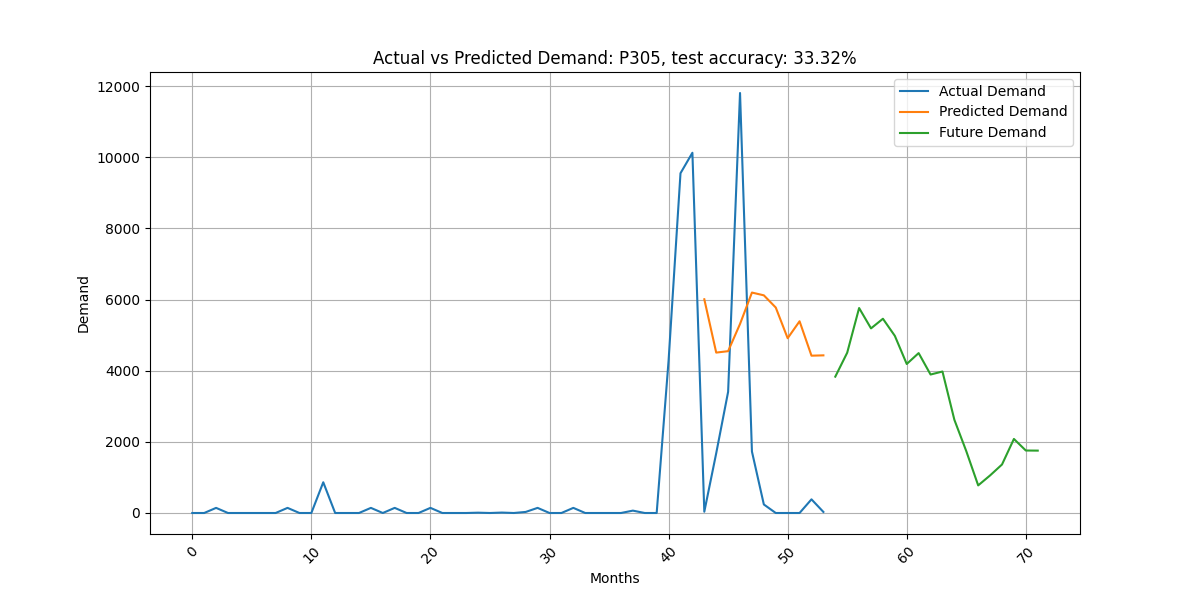 Actual vs Predicted Demand: P305, test accuracy: 33.32%
12000
10000
8000
6000
4000
2000
0
Demand
Actual Demand
Predicted Demand
Future Demand
0
10
20
30
40
50
60
70
Months